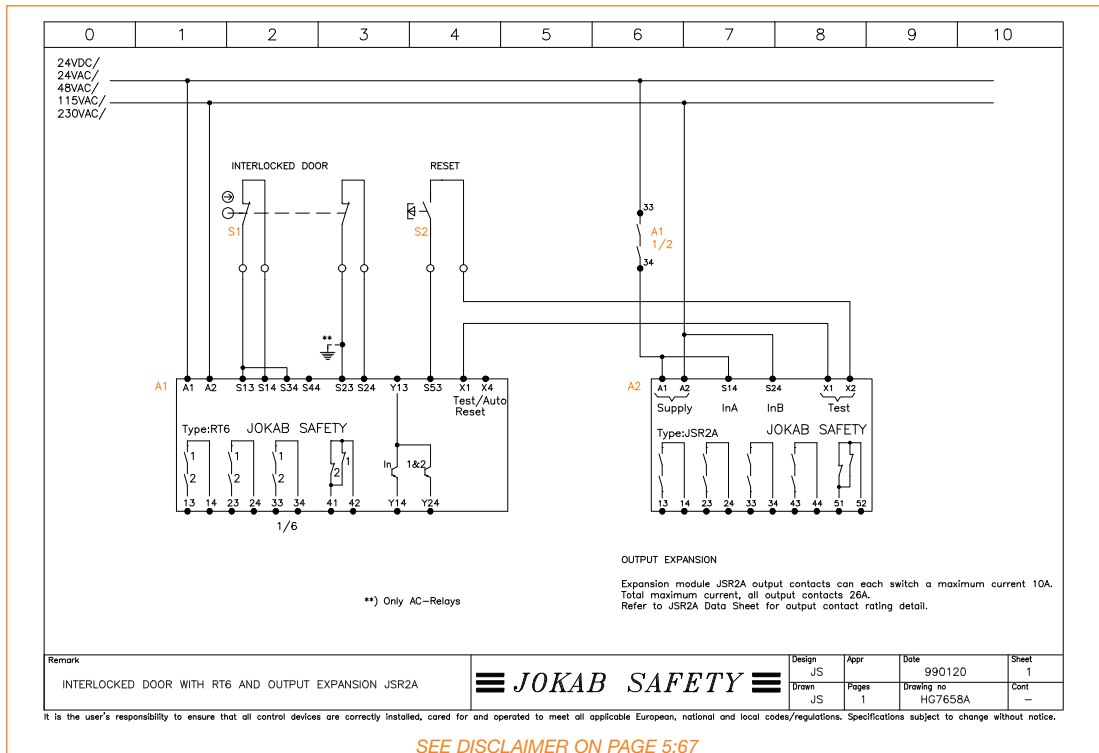 0 1 2 3 4 5 6 7 8 9 10
24VDC/
24VAC/
48VAC/
115VAC/
230VAC/
INTERLOCKED DOOR
RESET
S1
S2
33
A1
1/2
34
**
A1
A1 A2 S13 S14 S34 S44 S23 S24 Y13 S53 X1 X4
Test/Auto
Reset
Type:RT6 JOKAB SAFETY
1 1 1 1
2 2 2 2
In 1&2
13 14 23 24 33 34 41 42 Y14 Y24
1/6
A2
A1 A2 S14 S24 X1 X2
Supply InA InB Test
JOKAB SAFETY
Type:JSR2A
13 14 23 24 33 34 43 44 51 52
OUTPUT EXPANSION
Expansion module JSR2A output contacts can each switch a maximum current 10A.
Total maximum current, all output contacts 26A.
Refer to JSR2A Data Sheet for output contact rating detail.
**) Only AC-Relays
Remark
INTERLOCKED DOOR WITH RT6 AND OUTPUT EXPANSION JSR2A
JOKAB SAFETY
Design
JS
Appr
Date
990120
Sheet
1
Drawn
JS
Pages
1
Drawing no
HG7658A
Cont
-
It is the user's responsibility to ensure that all control devices are correctly installed, cared for and operated to meet all applicable European, national and local codes/regulations. Specifications subject to change without notice.
SEE DISCLAIMER ON PAGE 5:67